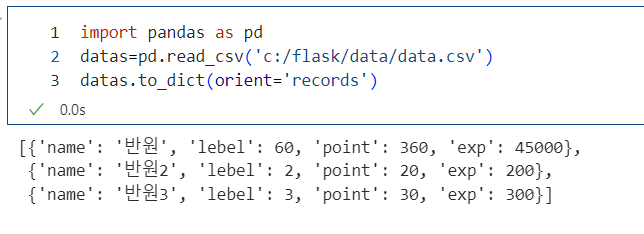 1 import pandas as pd
2 datas=pd.read_csv('c:/flask/data/data.csv')
3 datas.to_dict(orient='records')
0.0s
[{'name': '반원', 'lebel': 60, 'point': 360, 'exp': 45000},
{'name': '반원2', 'lebel': 2, 'point': 20, 'exp': 200},
{'name': '반원3', 'lebel': 3, 'point': 30, 'exp': 300}]